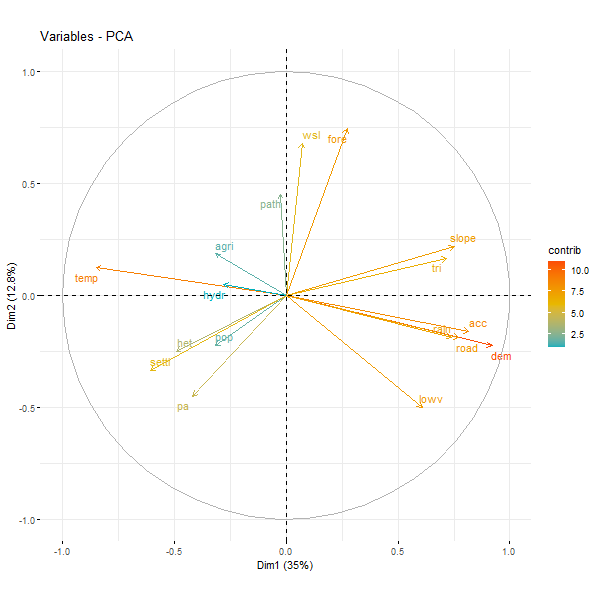 Variables - PCA
1.0
0.5
0.0
-0.5
-1.0
Dim2 (12.8%)
wsl
fore
path
slope
agri
tri
temp
hydr
acc
rain
pop
het
road
dem
settl
lowv
pa
-1.0 -0.5 0.0 0.5 1.0
Dim1 (35%)
contrib
10.0
7.5
5.0
2.5